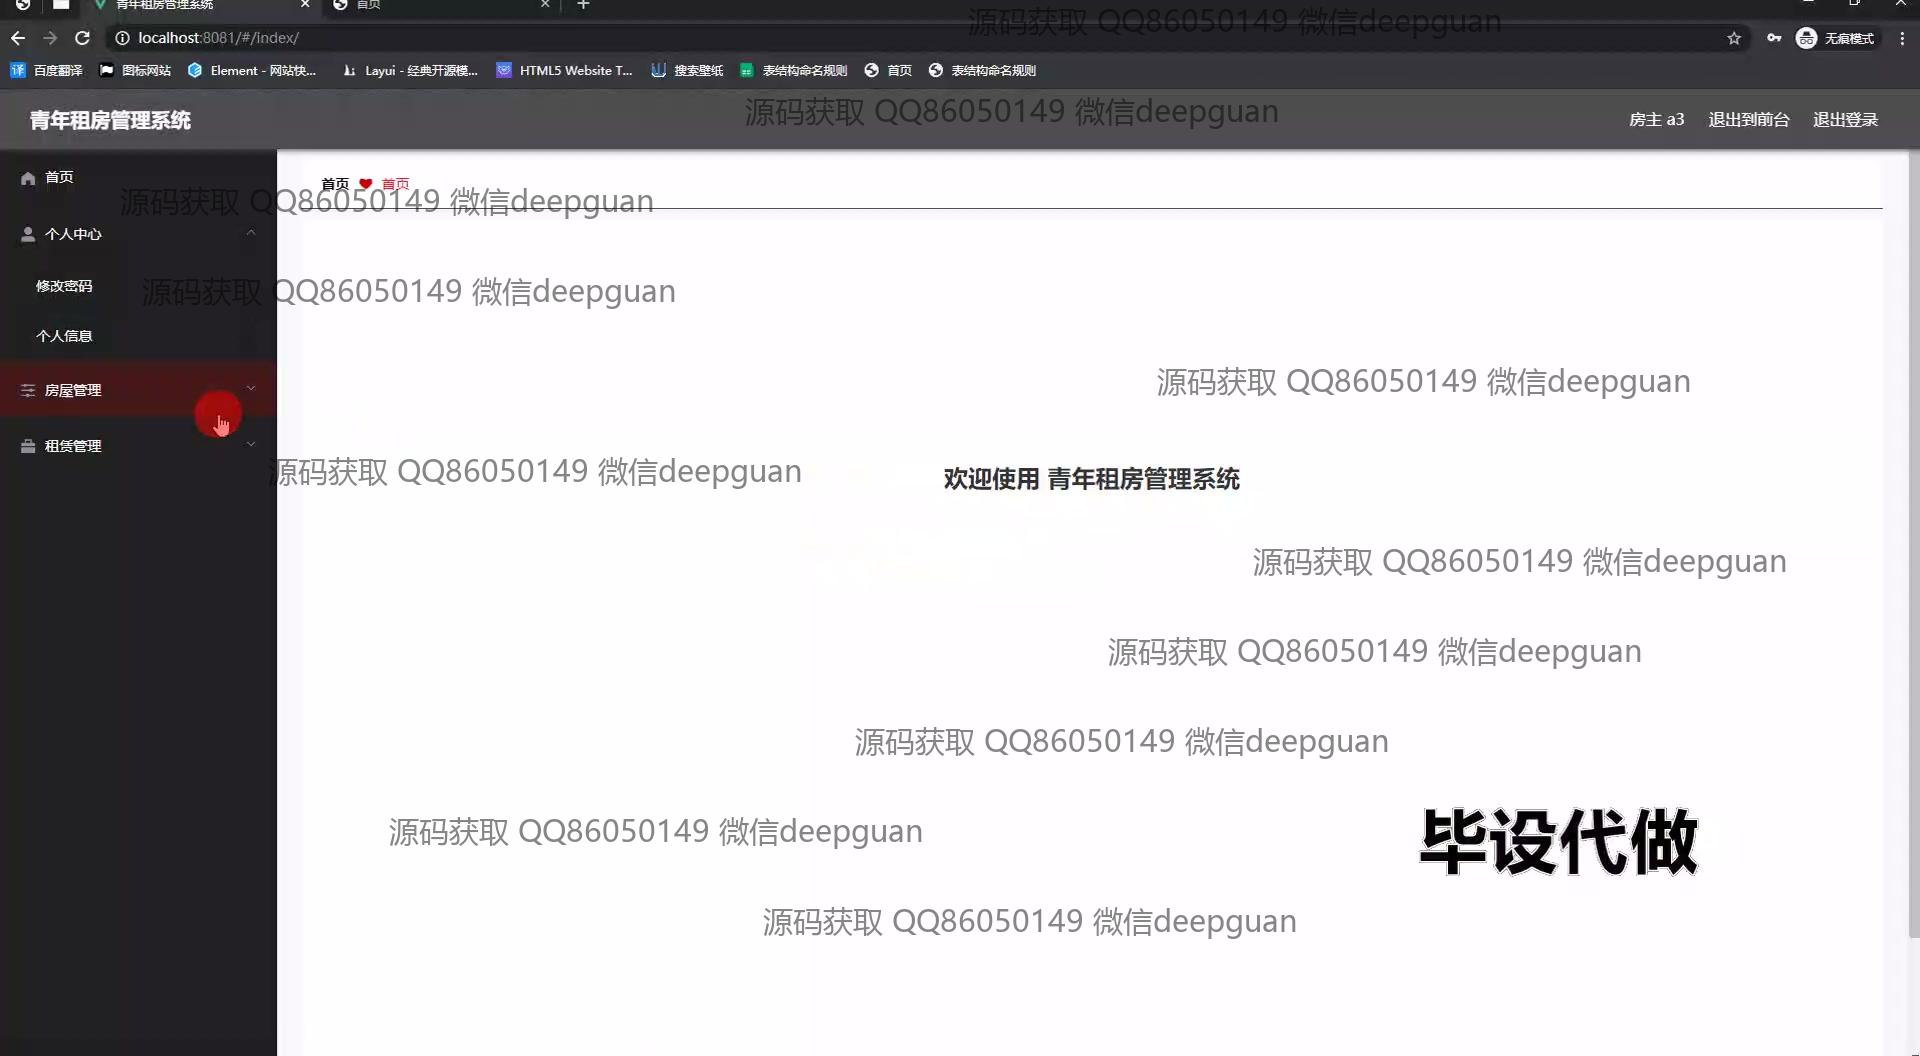 青年租房管理系统
首页
源码获取 QQ86050149 微信deepguan
localhost:8081/#/index/
无痕模式
百度翻译
图标网站
Element - 网站快...
Layui - 经典开源模...
HTML5 Website T...
搜索壁纸
表结构命名规则
首页
表结构命名规则
青年租房管理系统
源码获取 QQ86050149 微信deepguan
房主 a3
退出到前台
退出登录
首页
首页 首页
源码获取 QQ86050149 微信deepguan
个人中心
修改密码
源码获取 QQ86050149 微信deepguan
个人信息
房屋管理
源码获取 QQ86050149 微信deepguan
租赁管理
源码获取 QQ86050149 微信deepguan
欢迎使用 青年租房管理系统
源码获取 QQ86050149 微信deepguan
源码获取 QQ86050149 微信deepguan
源码获取 QQ86050149 微信deepguan
源码获取 QQ86050149 微信deepguan
毕设代做
源码获取 QQ86050149 微信deepguan